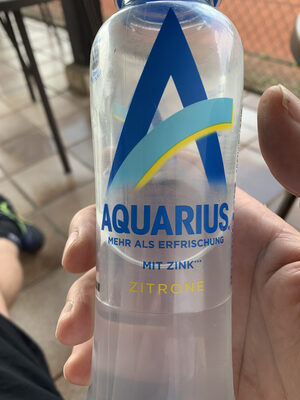 AQUARIUS®
MEHR ALS ERFRISCHUNG
MIT ZINK***
ZITRONE